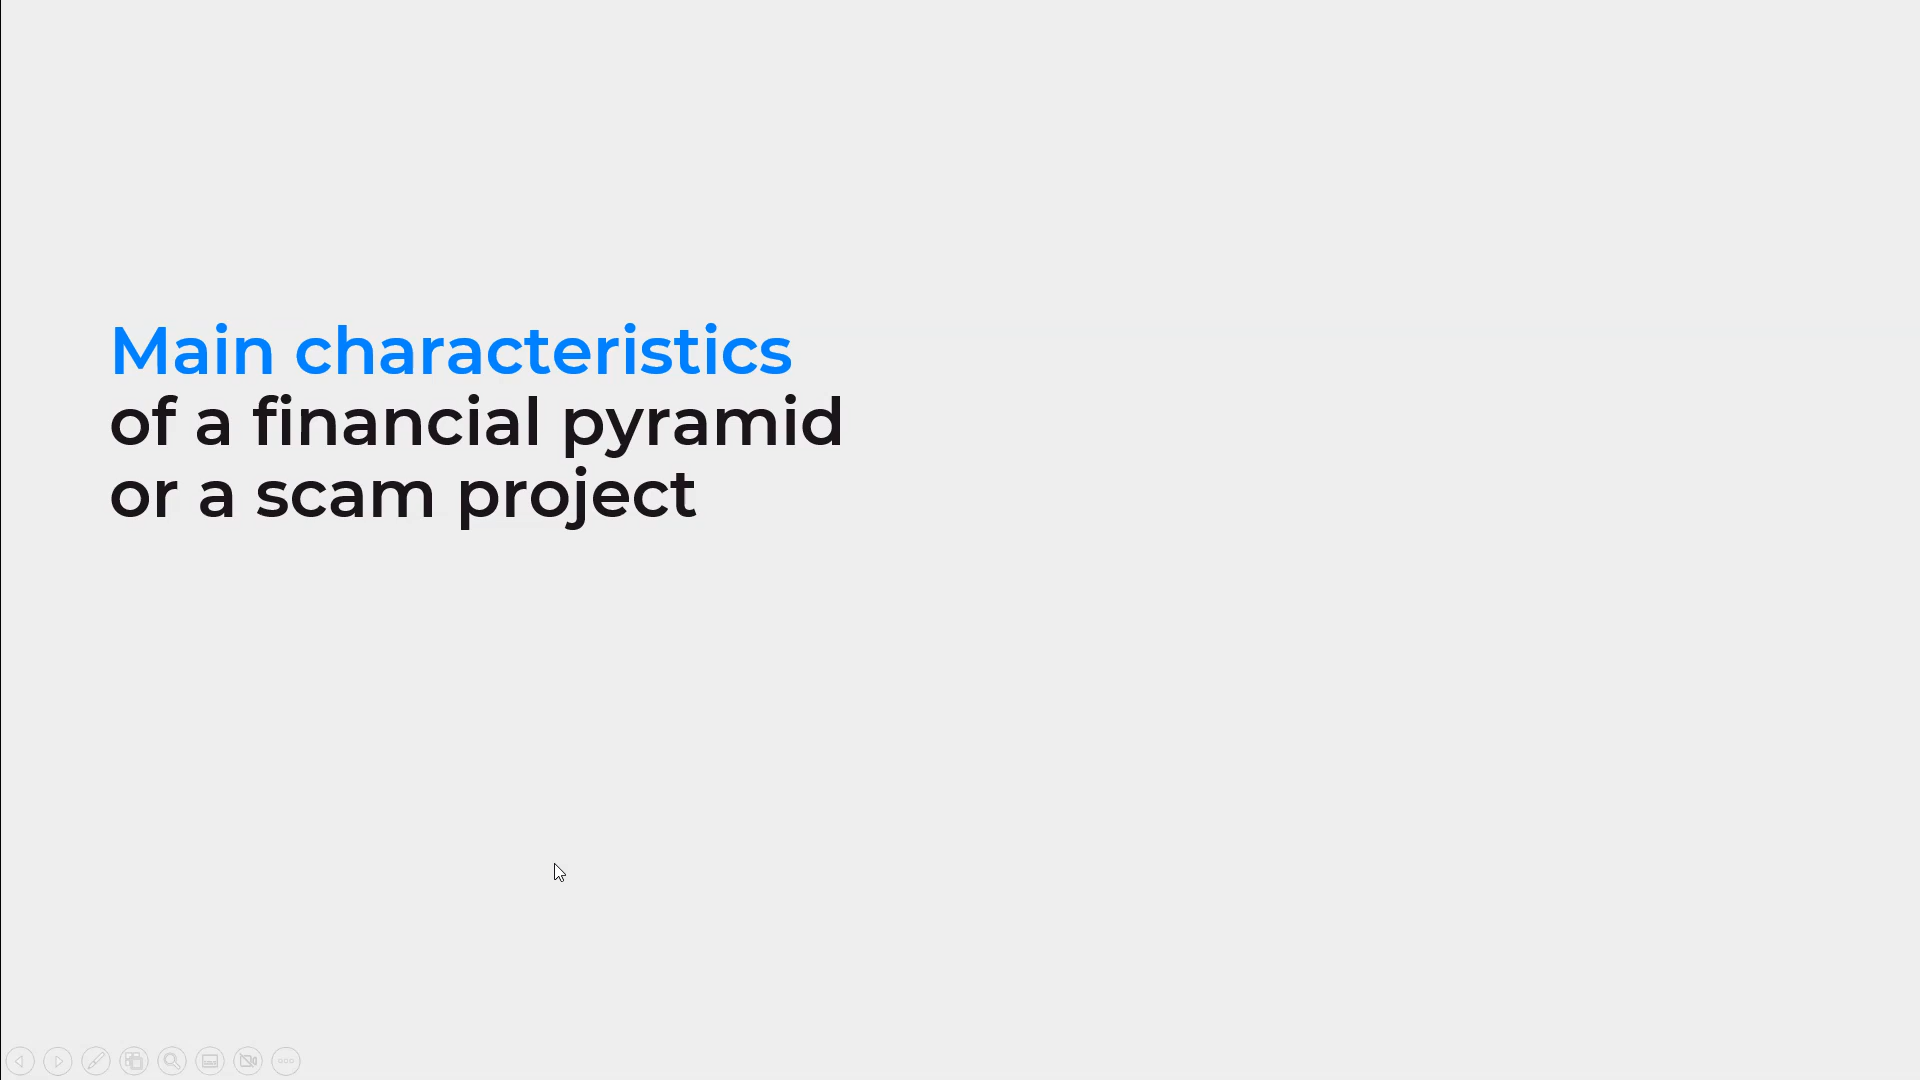 Main characteristics
of a financial pyramid
or a scam project